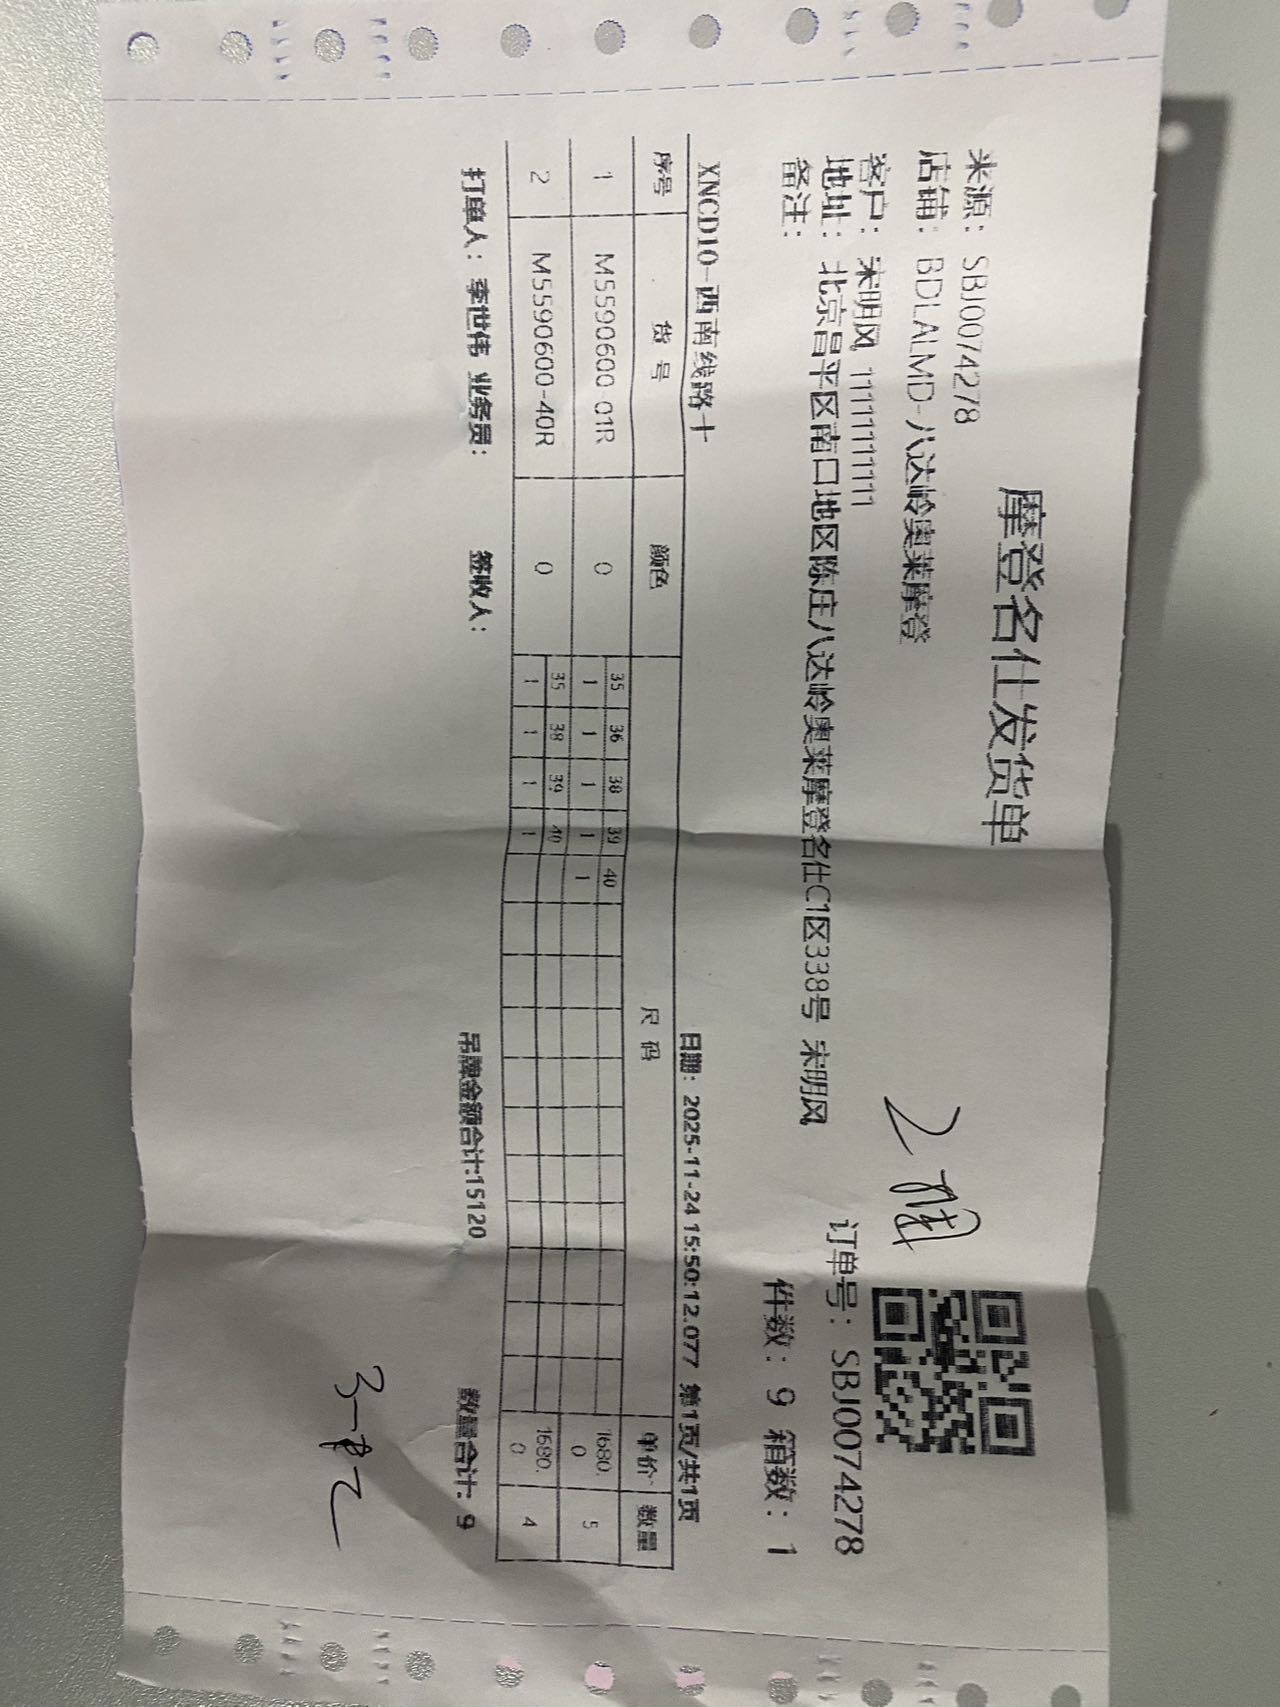 摩登名仕发货单
来源: SBJ0074278
店铺: BDLALMD-八达岭奥莱摩登
客户: 宋明风 11111111111
订单号: SBJ0074278
地址: 北京昌平区南口地区陈庄八达岭奥莱摩登名仕C1区338号 宋明风
备注:
件数: 9 箱数: 1
XNCD10-西南线路十 日期: 2025-11-24 15:50:12.077 第1页/共1页
序号 货号 颜色 尺码 单价 数量
1 M5590600-01R 0 35 36 38 39 40 1680.0 5
1 1 1 1 1
2 M5590600-40R 0 35 38 39 40 1680.0 4
1 1 1 1
打单人: 李世伟 业务员: 签收人: 吊牌金额合计:15120 数量合计: 9